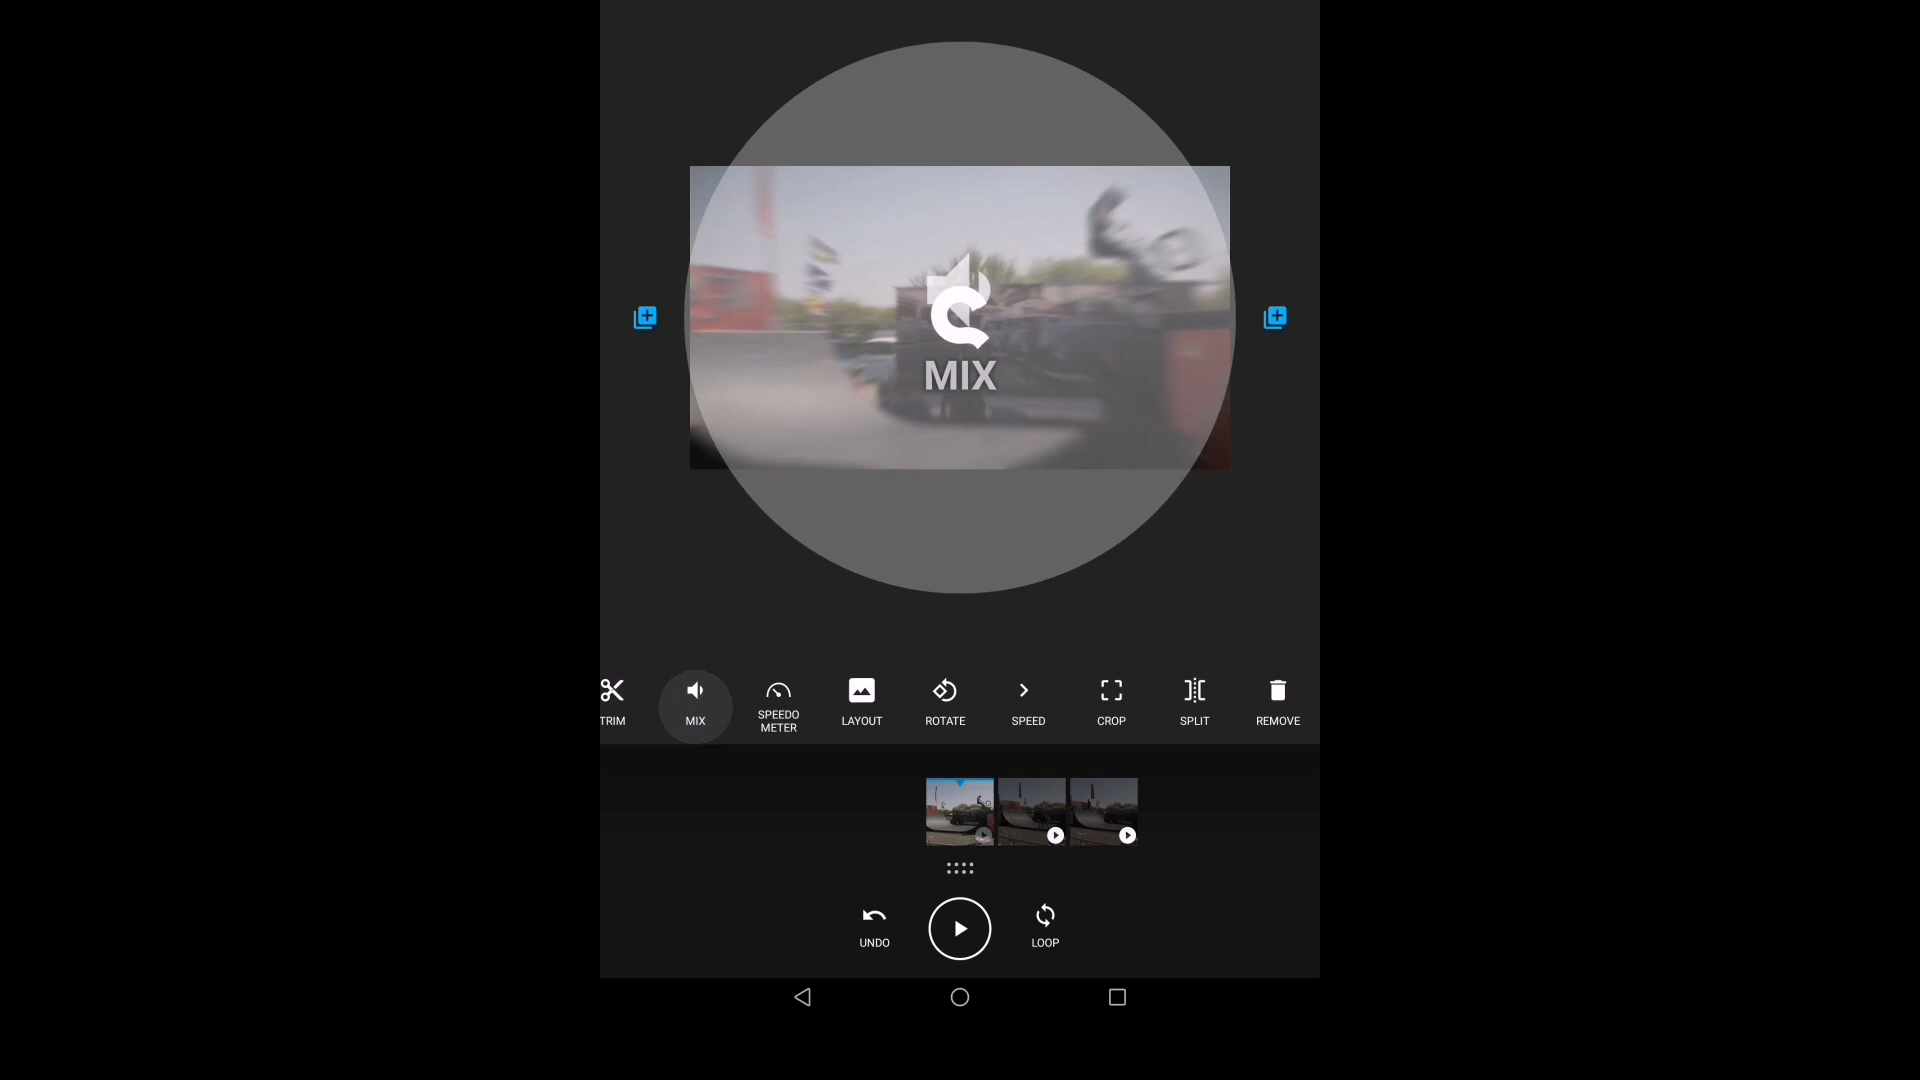 MIX
TRIM
MIX
SPEEDO
METER
LAYOUT
ROTATE
SPEED
CROP
SPLIT
REMOVE
UNDO
LOOP